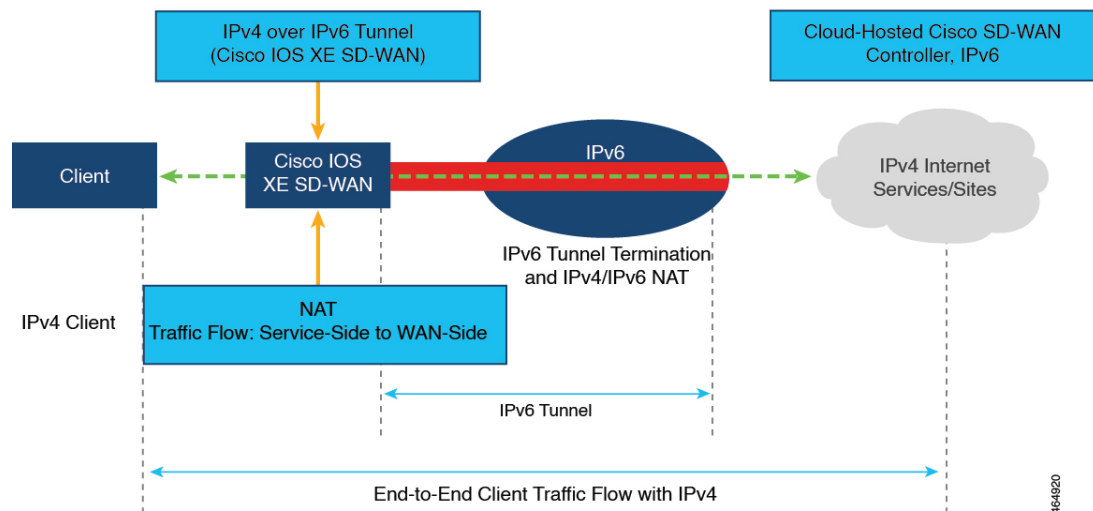 IPv4 over IPv6 Tunnel
(Cisco IOS XE SD-WAN)
Cloud-Hosted Cisco SD-WAN
Controller, IPv6
Client
Cisco IOS
XE SD-WAN
IPv6
IPv4 Internet
Services/Sites
IPv6 Tunnel Termination
and IPv4/IPv6 NAT
IPv4 Client
NAT
Traffic Flow: Service-Side to WAN-Side
IPv6 Tunnel
End-to-End Client Traffic Flow with IPv4
464920